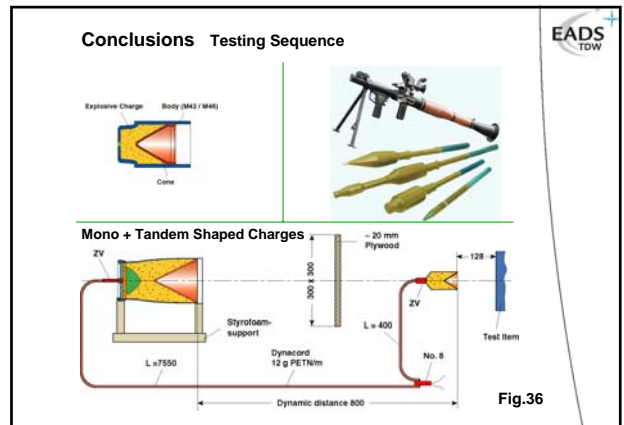 Conclusions Testing Sequence
EADS
TDW
Explosive Charge
Body (M42 / M46)
Cone
Mono + Tandem Shaped Charges
ZV
~ 20 mm
Plywood
300 x 300
128
ZV
Styrofoam-
support
L = 400
Test Item
L =7550
Dynacord
12 g PETN/m
No. 8
Dynamic distance 800
Fig.36